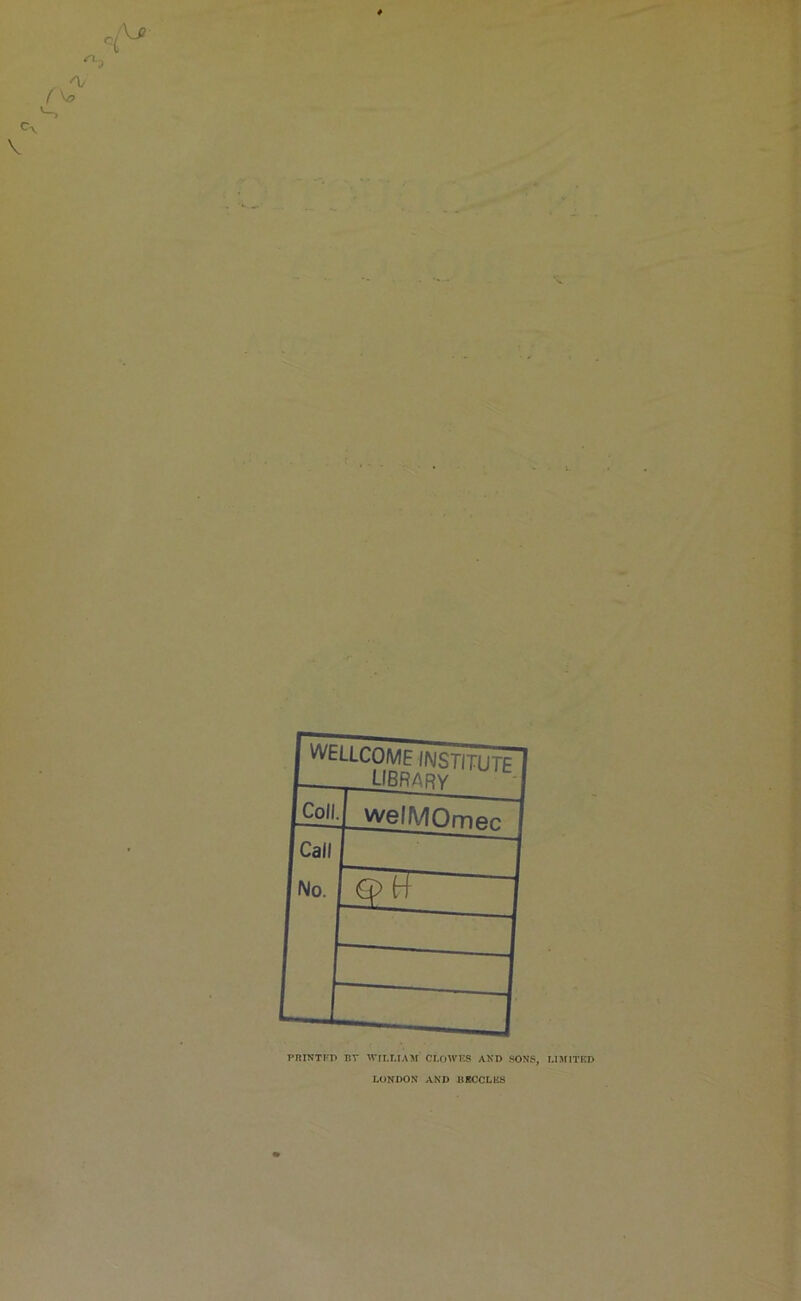 WELLCOME INSTITUTE
LIBRARY
Coll. welMOmec
Call
No.
PRINTED BY WILLIAM CLOWES AND SONS, LIMITED
LONDON AND BECCLES